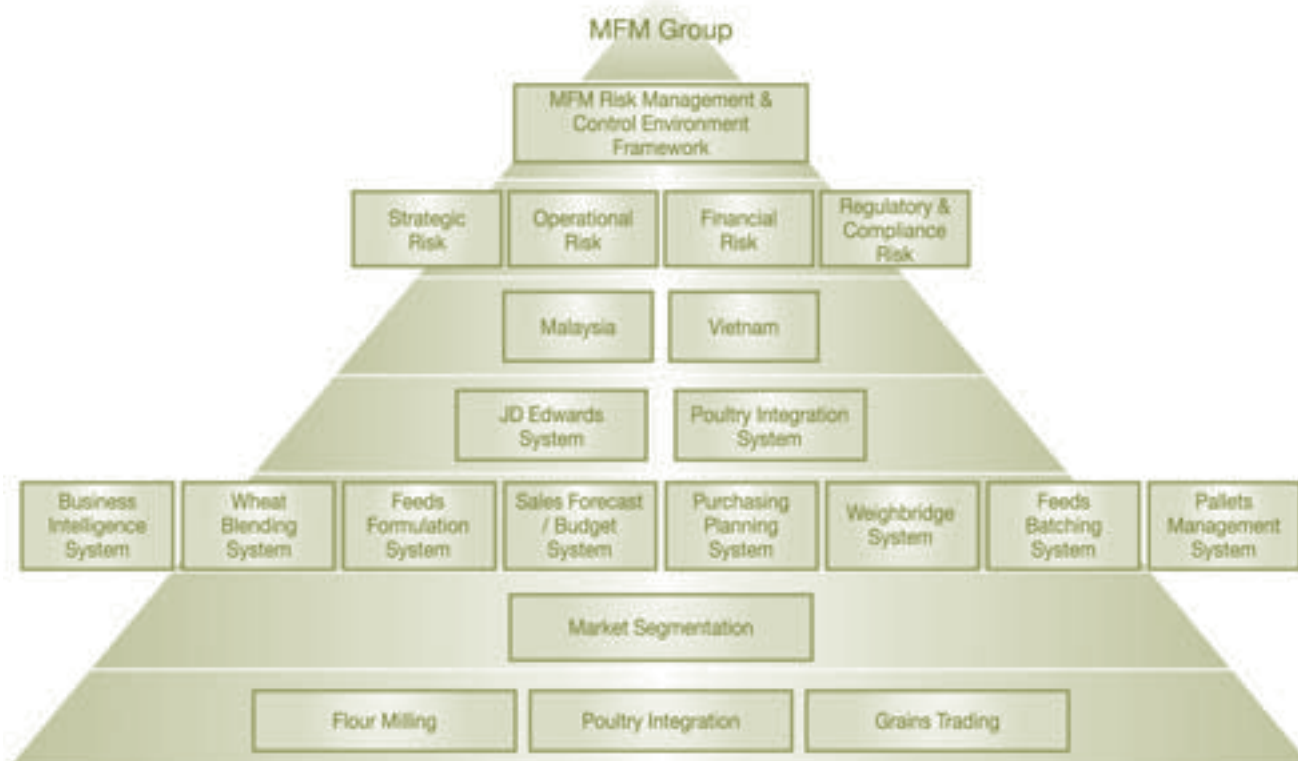 MFM Group
MFM Risk Management &
Control Environment
Framework
Strategic
Risk
Operational
Risk
Financial
Risk
Regulatory &
Compliance
Risk
Malaysia
Vietnam
JD Edwards
System
Poultry Integration
System
Business
Intelligence
System
Wheat
Blending
System
Feeds
Formulation
System
Sales Forecast
/ Budget
System
Purchasing
Planning
System
Weighbridge
System
Feeds
Batching
System
Pallets
Management
System
Market Segmentation
Flour Milling
Poultry Integration
Grains Trading